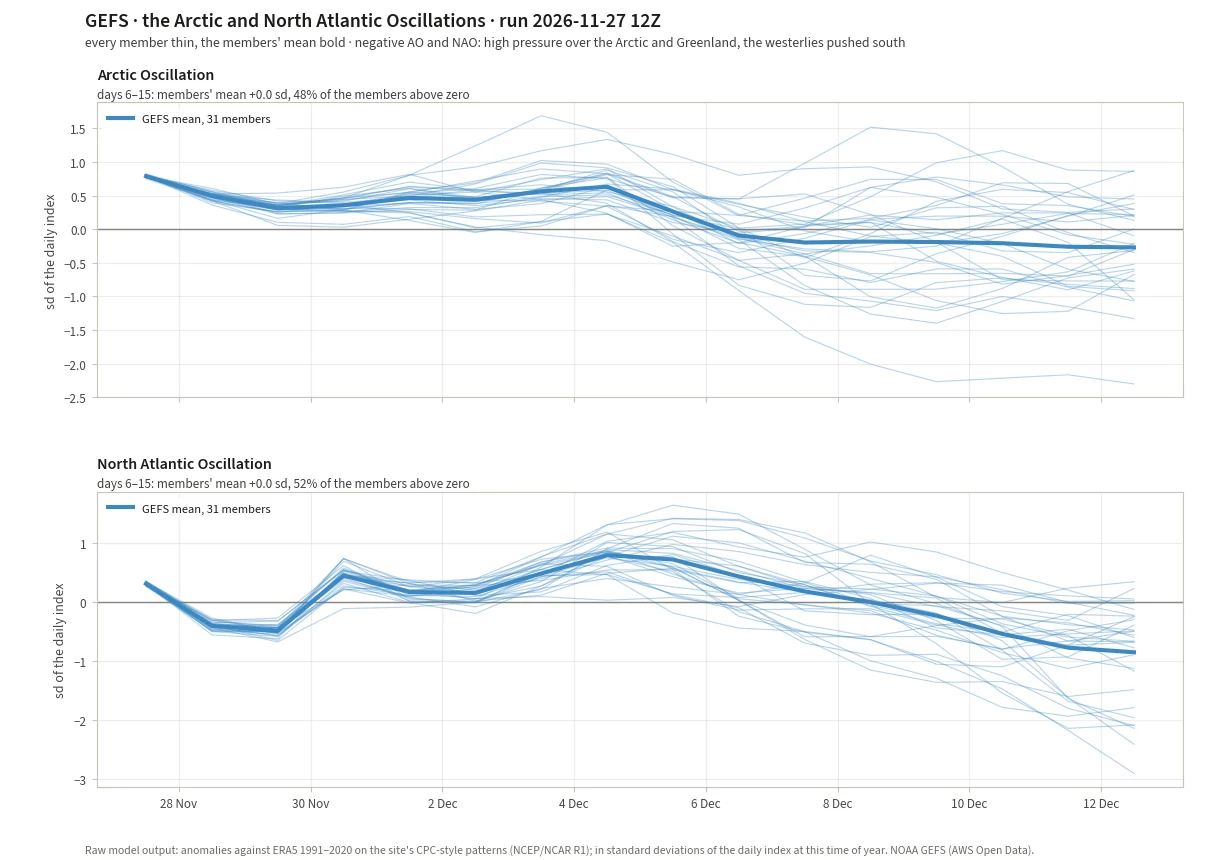 GEFS · the Arctic and North Atlantic Oscillations · run 2026-11-27 12Z
every member thin, the members' mean bold · negative AO and NAO: high pressure over the Arctic and Greenland, the westerlies pushed south
Arctic Oscillation
days 6–15: members' mean +0.0 sd, 48% of the members above zero
GEFS mean, 31 members
sd of the daily index
1.5
1.0
0.5
0.0
−0.5
−1.0
−1.5
−2.0
−2.5
North Atlantic Oscillation
days 6–15: members' mean +0.0 sd, 52% of the members above zero
GEFS mean, 31 members
sd of the daily index
1
0
−1
−2
−3
28 Nov 30 Nov 2 Dec 4 Dec 6 Dec 8 Dec 10 Dec 12 Dec
Raw model output: anomalies against ERA5 1991–2020 on the site's CPC-style patterns (NCEP/NCAR R1); in standard deviations of the daily index at this time of year. NOAA GEFS (AWS Open Data).